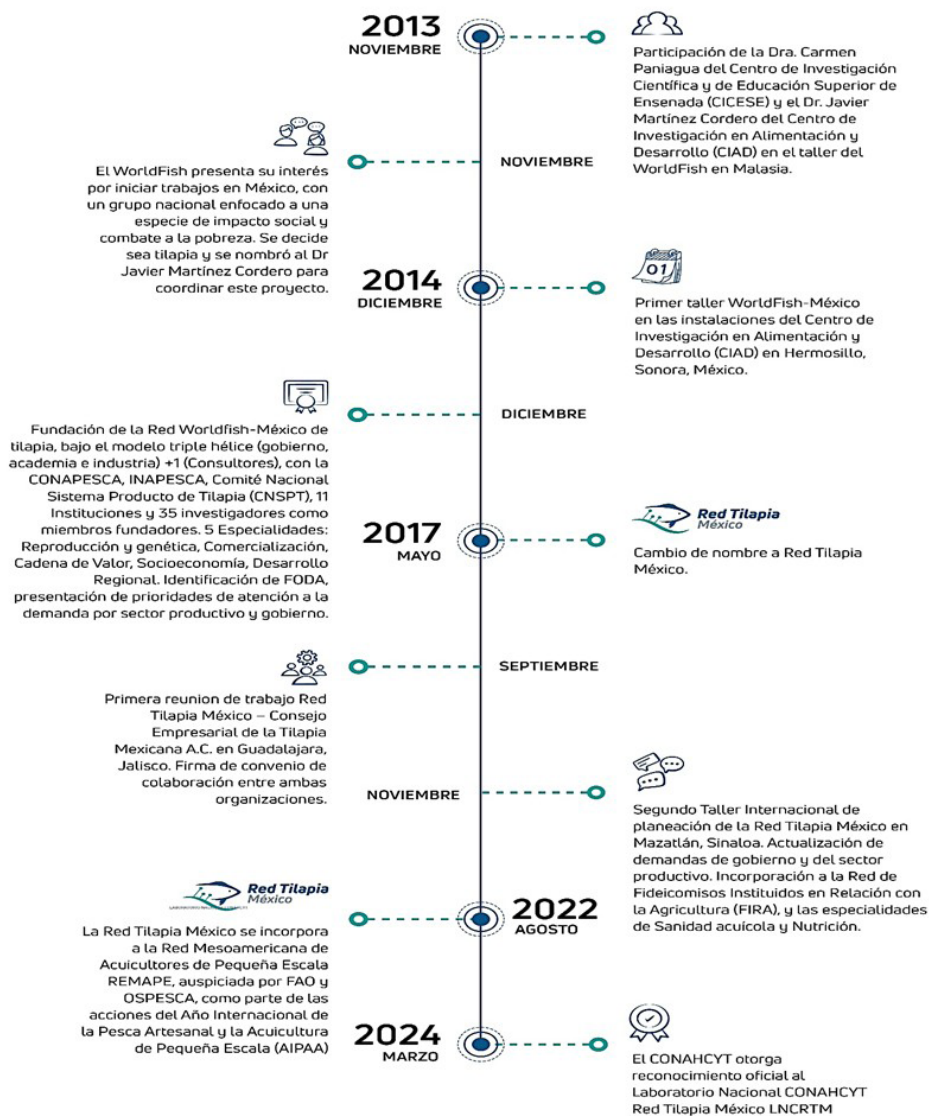 2013
NOVIEMBRE
Participación de la Dra. Carmen
Paniagua del Centro de Investigación
Científica y de Educación Superior de
Ensenada (CICESE) y el Dr. Javier
Martínez Cordero del Centro de
Investigación en Alimentación y
Desarrollo (CIAD) en el taller del
WorldFish en Malasia.
NOVIEMBRE
El WorldFish presenta su interés
por iniciar trabajos en México, con
un grupo nacional enfocado a una
especie de impacto social y
combate a la pobreza. Se decide
sea tilapia y se nombró al Dr
Javier Martínez Cordero para
coordinar este proyecto.
2014
DICIEMBRE
01
Primer taller WorldFish-México
en las instalaciones del Centro de
Investigación en Alimentación y
Desarrollo (CIAD) en Hermosillo,
Sonora, México.
DICIEMBRE
Fundación de la Red Worldfish-México de
tilapia, bajo el modelo triple hélice (gobierno,
academia e industria) +1 (Consultores), con la
CONAPESCA, INAPESCA, Comité Nacional
Sistema Producto de Tilapia (CNSPT), 11
Instituciones y 35 investigadores como
miembros fundadores. 5 Especialidades:
Reproducción y genética, Comercialización,
Cadena de Valor, Socioeconomía, Desarrollo
Regional. Identificación de FODA,
presentación de prioridades de atención a la
demanda por sector productivo y gobierno.
2017
MAYO
Red Tilapia
México
Cambio de nombre a Red Tilapia
México.
SEPTIEMBRE
Primera reunion de trabajo Red
Tilapia México – Consejo
Empresarial de la Tilapia
Mexicana A.C. en Guadalajara,
Jalisco. Firma de convenio de
colaboración entre ambas
organizaciones.
NOVIEMBRE
Segundo Taller Internacional de
planeación de la Red Tilapia México en
Mazatlán, Sinaloa. Actualización de
demandas de gobierno y del sector
productivo. Incorporación a la Red de
Fideicomisos Instituidos en Relación con
la Agricultura (FIRA), y las especialidades
de Sanidad acuícola y Nutrición.
2022
AGOSTO
Red Tilapia
México
La Red Tilapia México se incorpora
a la Red Mesoamericana de
Acuicultores de Pequeña Escala
REMAPE, auspiciada por FAO y
OSPESCA, como parte de las
acciones del Año Internacional de
la Pesca Artesanal y la Acuicultura
de Pequeña Escala (AIPAA)
2024
MARZO
El CONAHCYT otorga
reconocimiento oficial al
Laboratorio Nacional CONAHCYT
Red Tilapia México LNCRTM